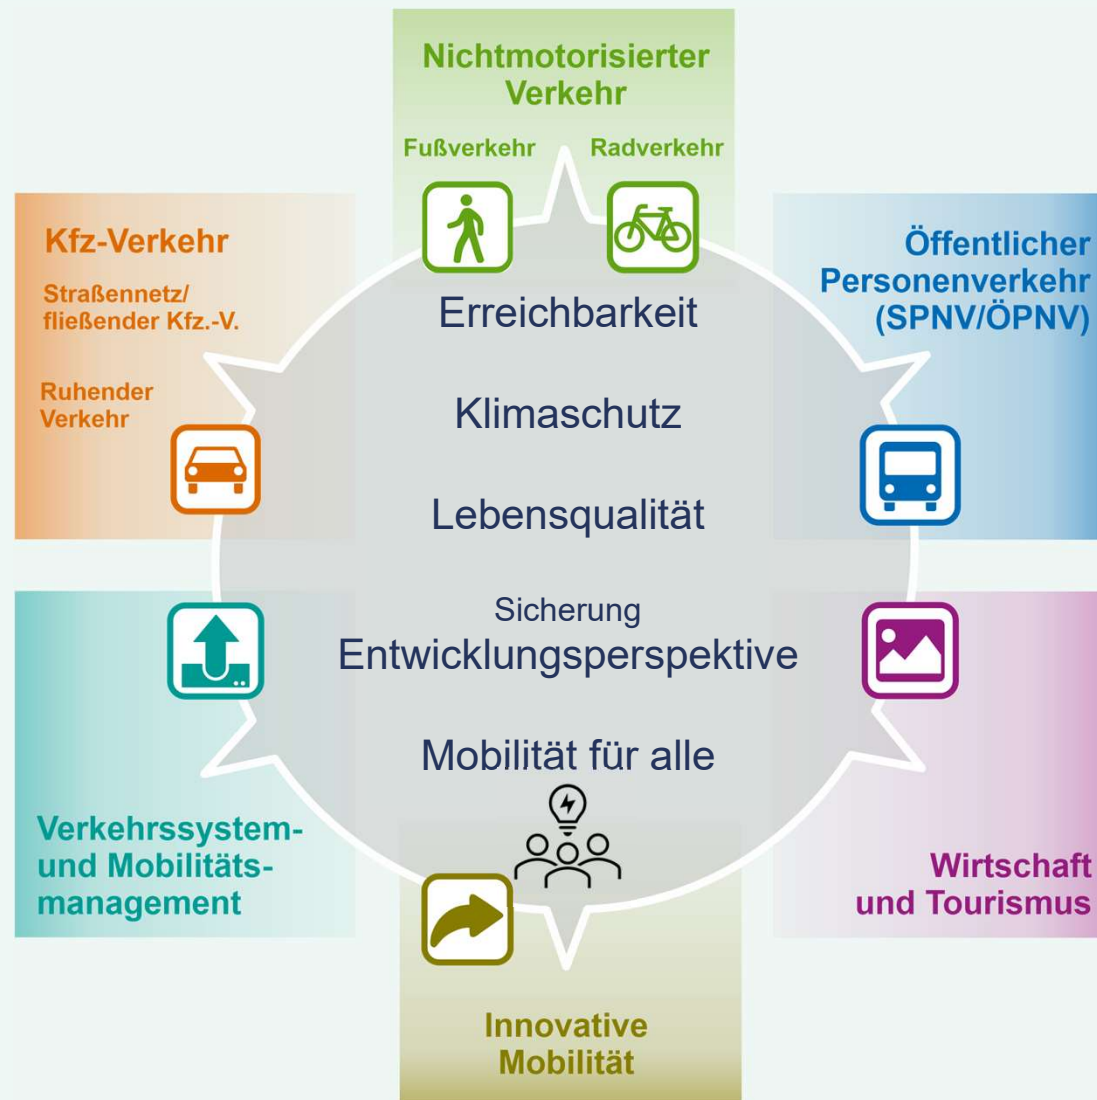 Nichtmotorisierter
Verkehr
Fußverkehr
Radverkehr
Kfz-Verkehr
Straßennetz/
fließender Kfz.-V.
Ruhender
Verkehr
Öffentlicher
Personenverkehr
(SPNV/ÖPNV)
Erreichbarkeit
Klimaschutz
Lebensqualität
Sicherung
Entwicklungsperspektive
Mobilität für alle
Verkehrssystem-
und Mobilitäts-
management
Wirtschaft
und Tourismus
Innovative
Mobilität